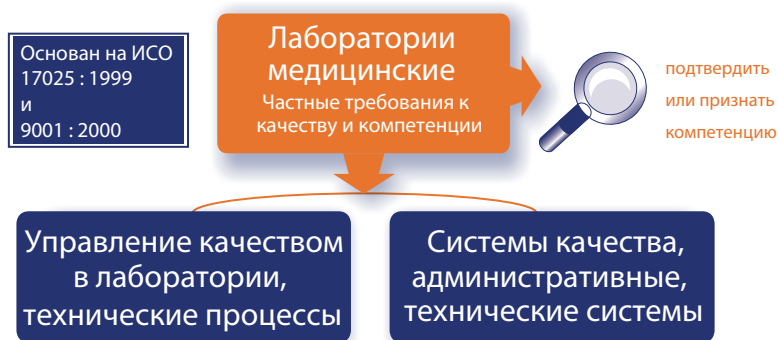 Основан на ИСО
17025 : 1999
и
9001 : 2000
Лаборатории
медицинские
Частные требования к
качеству и компетенции
подтвердить
или признать
компетенцию
Управление качеством
в лаборатории,
технические процессы
Системы качества,
административные,
технические системы